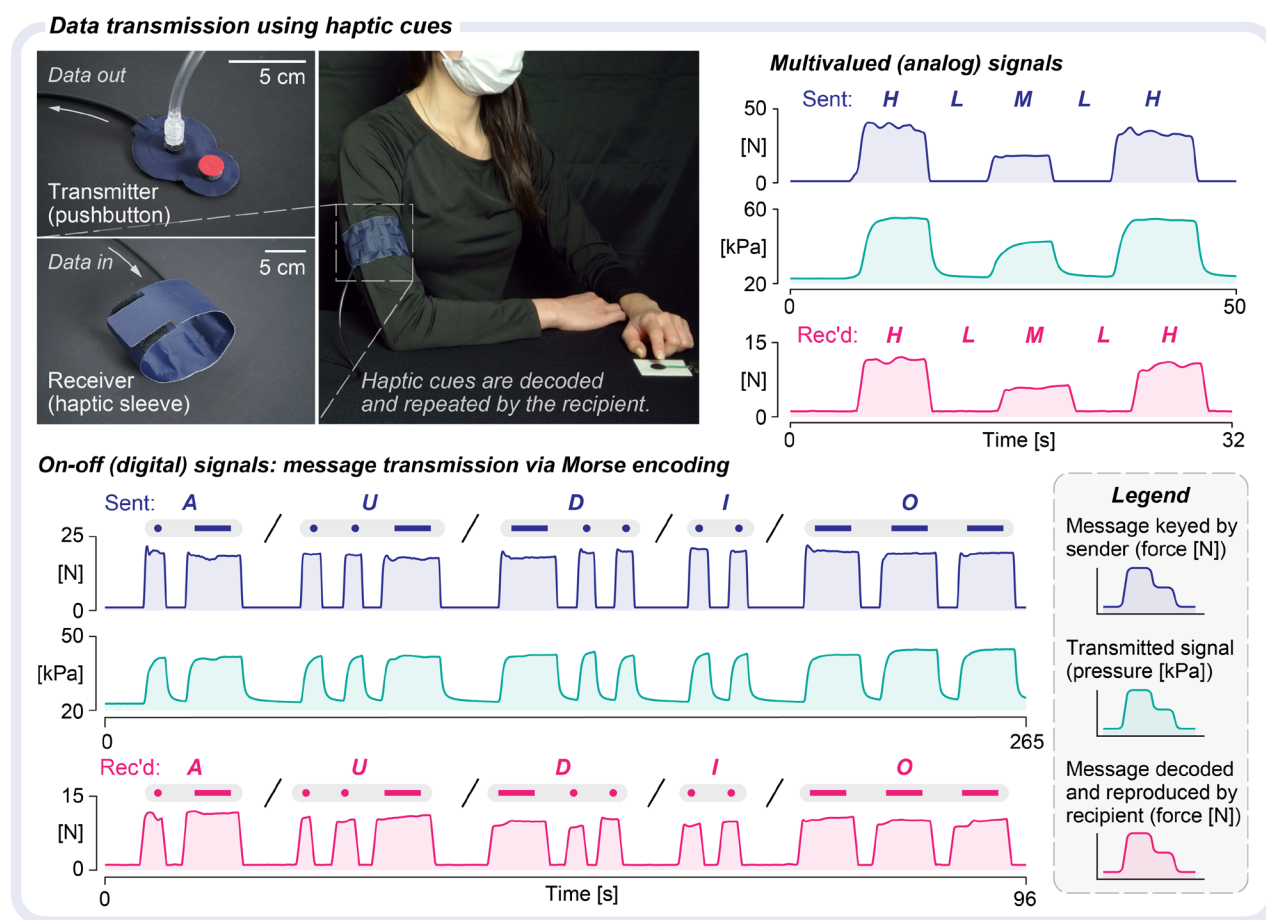 Data transmission using haptic cues
Data out
5 cm
Transmitter
(pushbutton)
Data in
5 cm
Receiver
(haptic sleeve)
Haptic cues are decoded
and repeated by the recipient.
Multivalued (analog) signals
Sent: H L M L H
50
[N]
0
60
[kPa]
20
0 50
Rec'd: H L M L H
15
[N]
0
0 Time [s] 32
On-off (digital) signals: message transmission via Morse encoding
Sent: A / U / D / I / O
25
[N]
0
50
[kPa]
20
0 265
Rec'd: A / U / D / I / O
15
[N]
0
0 Time [s] 96
Legend
Message keyed by
sender (force [N])
Transmitted signal
(pressure [kPa])
Message decoded
and reproduced by
recipient (force [N])